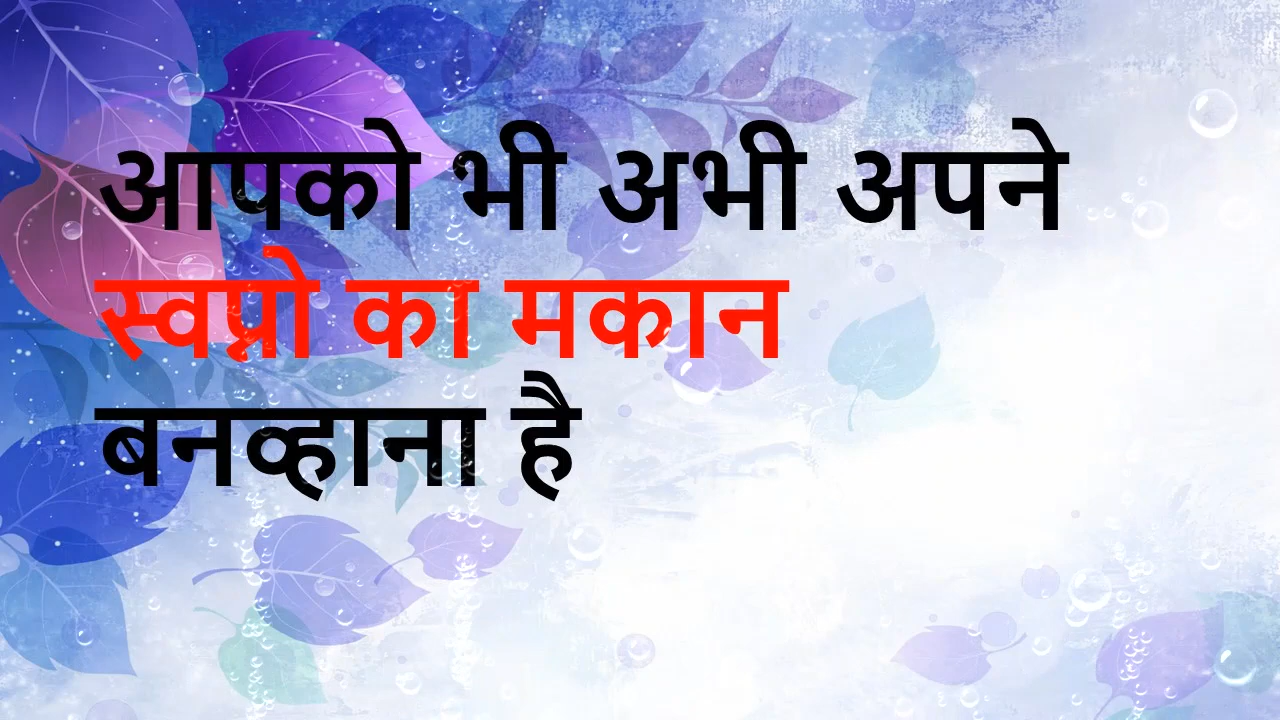 आपको भी अभी अपने
स्वप्नो का मकान
बनव्हाना है